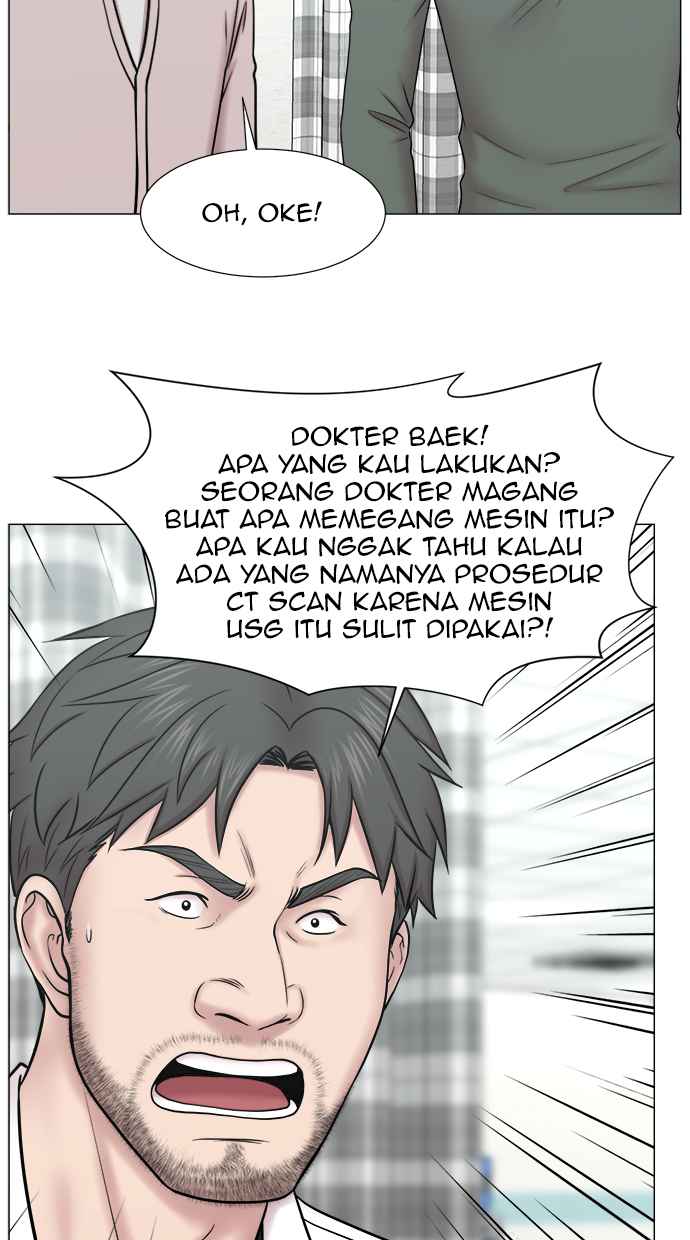 OH, OKE!
DOKTER BAEK!
APA YANG KAU LAKUKAN?
SEORANG DOKTER MAGANG
BUAT APA MEMEGANG MESIN ITU?
APA KAU NGGAK TAHU KALAU
ADA YANG NAMANYA PROSEDUR
CT SCAN KARENA MESIN
USG ITU SULIT DIPAKAI?!